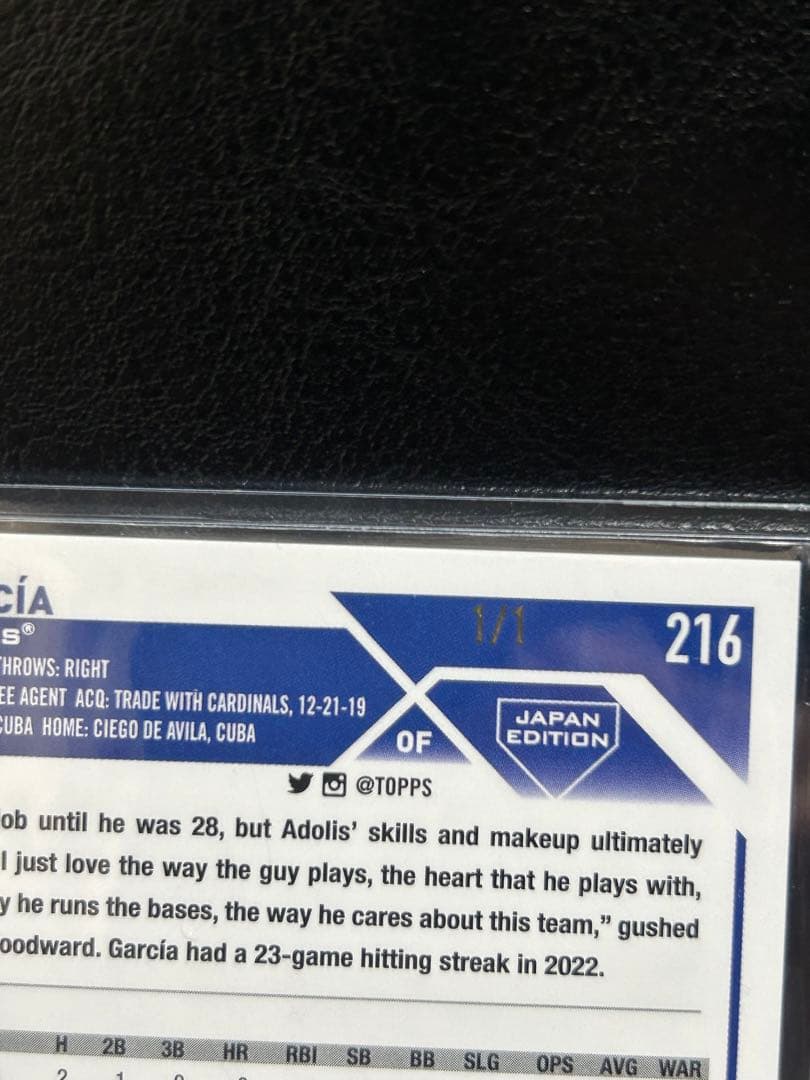 CÍA
S®
1/1
216
THROWS: RIGHT
EE AGENT ACQ: TRADE WITH CARDINALS, 12-21-19
CUBA HOME: CIEGO DE AVILA, CUBA
OF
JAPAN
EDITION
@TOPPS
ob until he was 28, but Adolis' skills and makeup ultimately
I just love the way the guy plays, the heart that he plays with,
y he runs the bases, the way he cares about this team,” gushed
oodward. García had a 23-game hitting streak in 2022.
H 2B 3B HR RBI SB BB SLG OPS AVG WAR